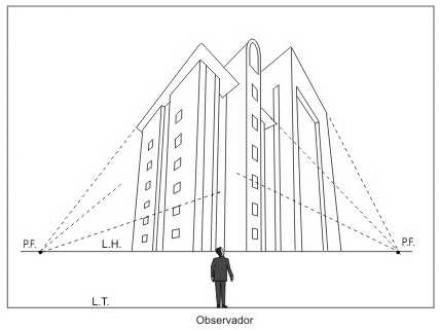 P.F.
L.H.
P.F.
L.T.
Observador